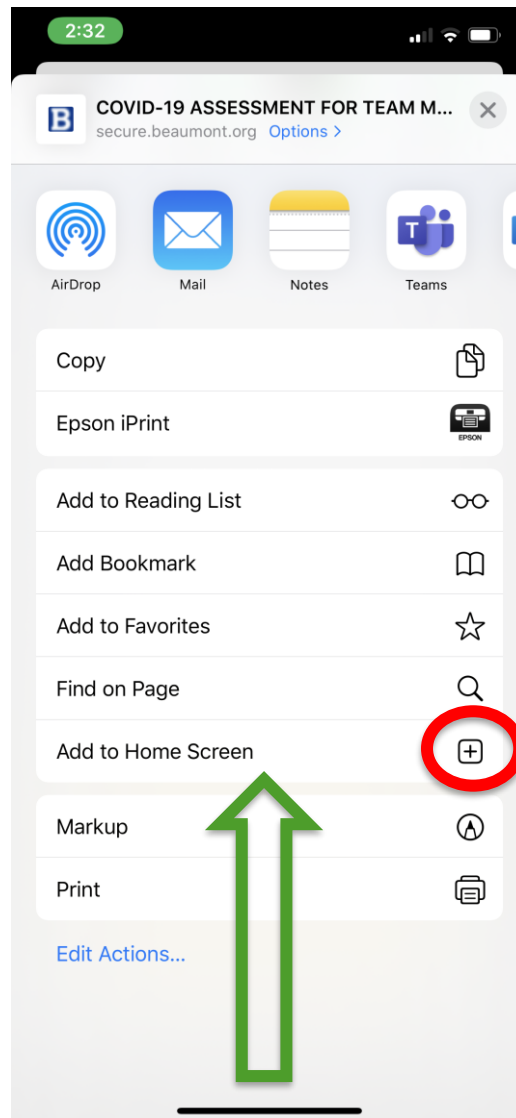 2:32
B
COVID-19 ASSESSMENT FOR TEAM M...
secure.beaumont.org Options >
T
AirDrop Mail Notes Teams
Copy
Epson iPrint
EPSON
Add to Reading List
Add Bookmark
Add to Favorites
Find on Page
Add to Home Screen
Markup
Print
Edit Actions...